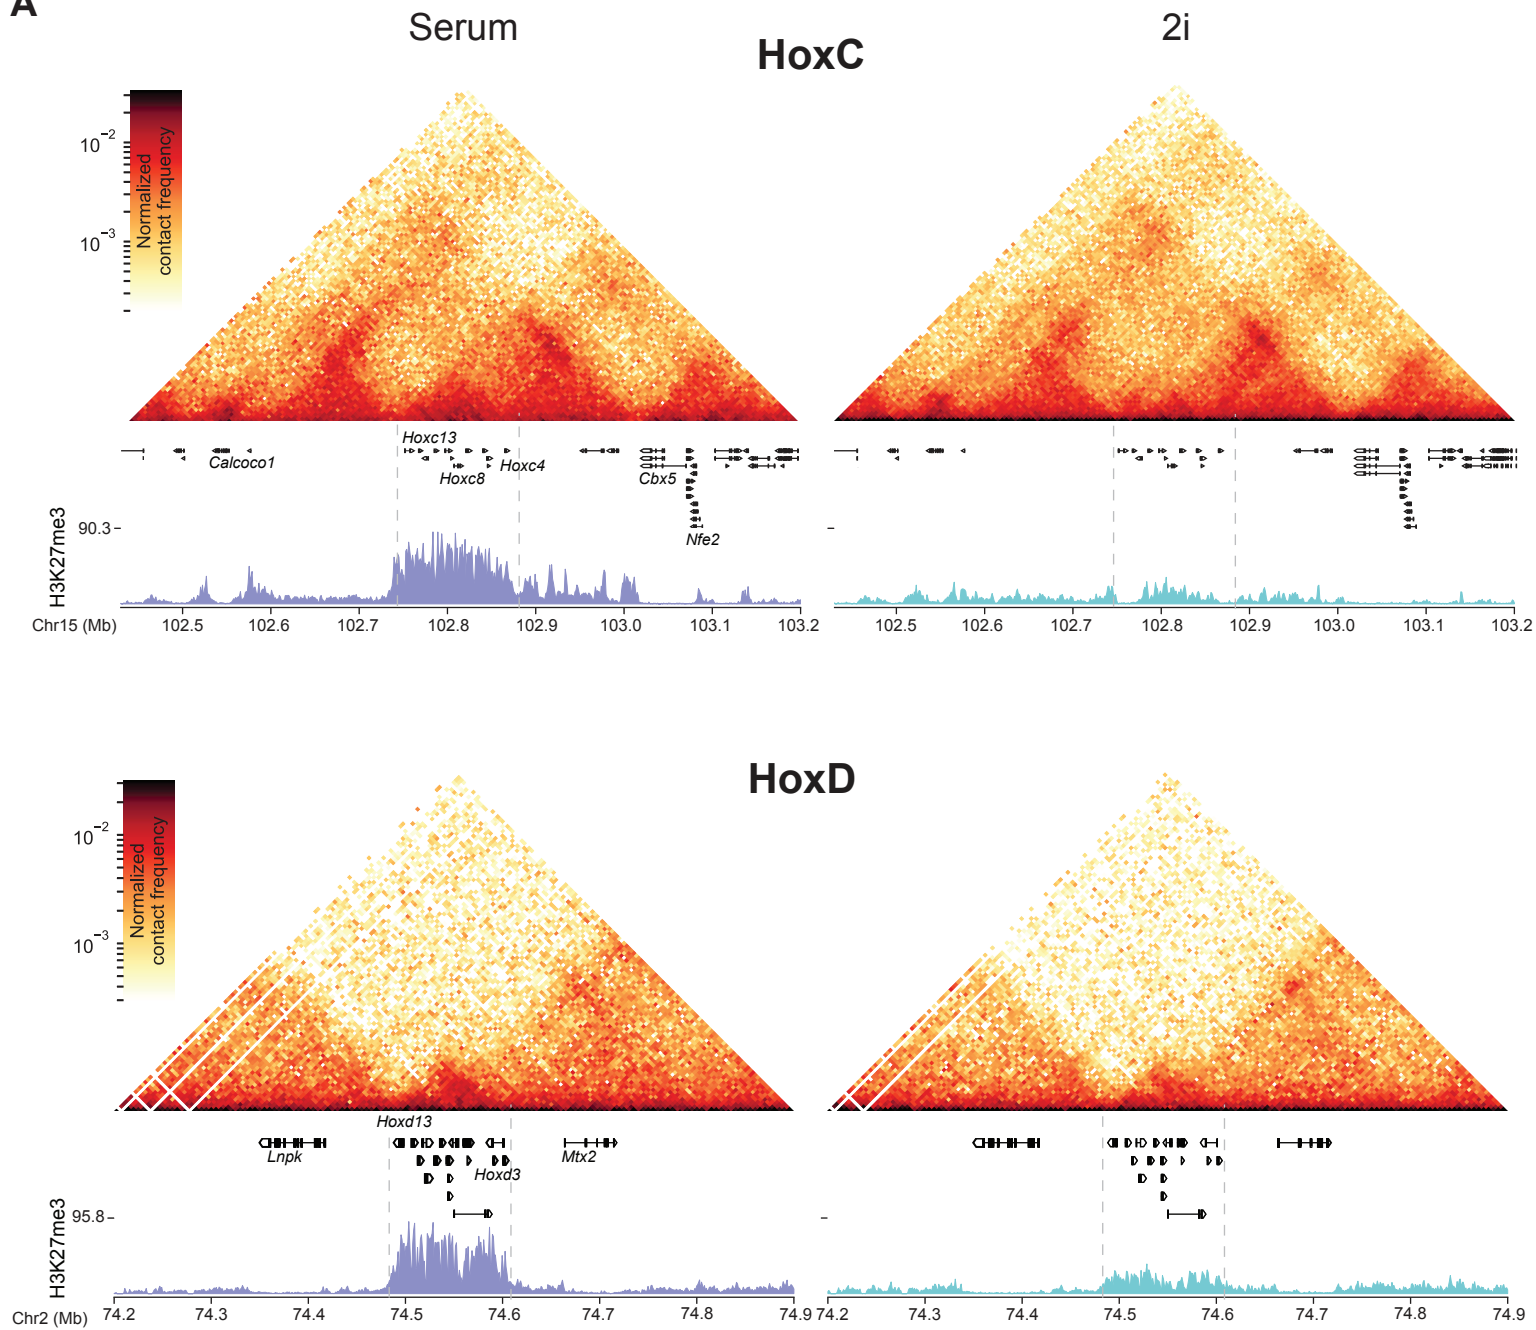 A
Serum
2i
HoxC
Normalized
contact frequency
10−2
10−3
Hoxc13
Calcoco1
Hoxc8
Hoxc4
Cbx5
Nfe2
H3K27me3
90.3
Chr15 (Mb)
102.5 102.6 102.7 102.8 102.9 103.0 103.1 103.2
102.5 102.6 102.7 102.8 102.9 103.0 103.1 103.2
HoxD
Normalized
contact frequency
10−2
10−3
Hoxd13
Lnpk
Hoxd3
Mtx2
H3K27me3
95.8
Chr2 (Mb)
74.2 74.3 74.4 74.5 74.6 74.7 74.8 74.9
74.2 74.3 74.4 74.5 74.6 74.7 74.8 74.9